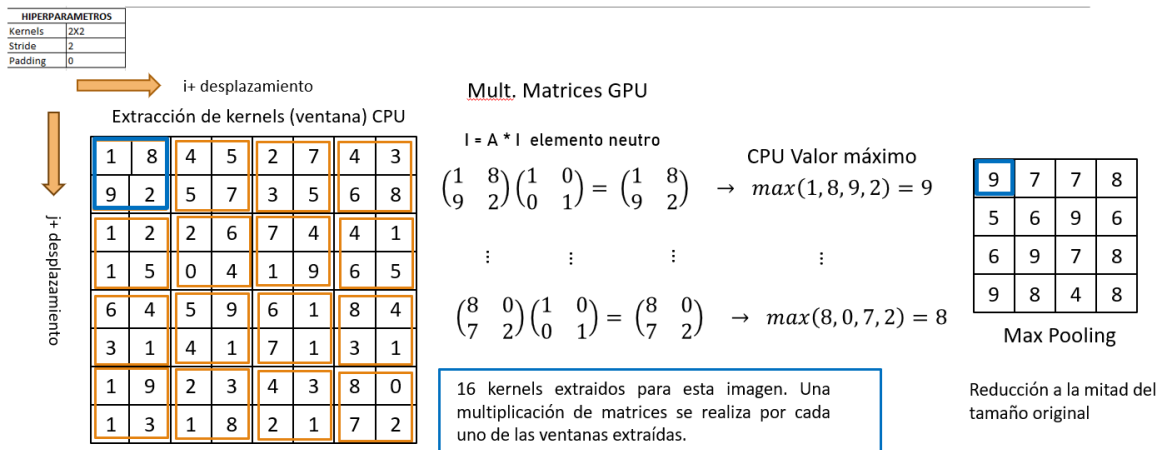 HIPERPARAMETROS
Kernels 2X2
Stride 2
Padding 0
i+ desplazamiento
j+ desplazamiento
Extracción de kernels (ventana) CPU
1 8 4 5 2 7 4 3
9 2 5 7 3 5 6 8
1 2 2 6 7 4 4 1
1 5 0 4 1 9 6 5
6 4 5 9 6 1 8 4
3 1 4 1 7 1 3 1
1 9 2 3 4 3 8 0
1 3 1 8 2 1 7 2
Mult. Matrices GPU
I = A * I elemento neutro
CPU Valor máximo
(1 8
9 2) (1 0
0 1) = (1 8
9 2) → max(1, 8, 9, 2) = 9
⋮ ⋮ ⋮ ⋮
(8 0
7 2) (1 0
0 1) = (8 0
7 2) → max(8, 0, 7, 2) = 8
16 kernels extraidos para esta imagen. Una
multiplicación de matrices se realiza por cada
uno de las ventanas extraídas.
9 7 7 8
5 6 9 6
6 9 7 8
9 8 4 8
Max Pooling
Reducción a la mitad del
tamaño original